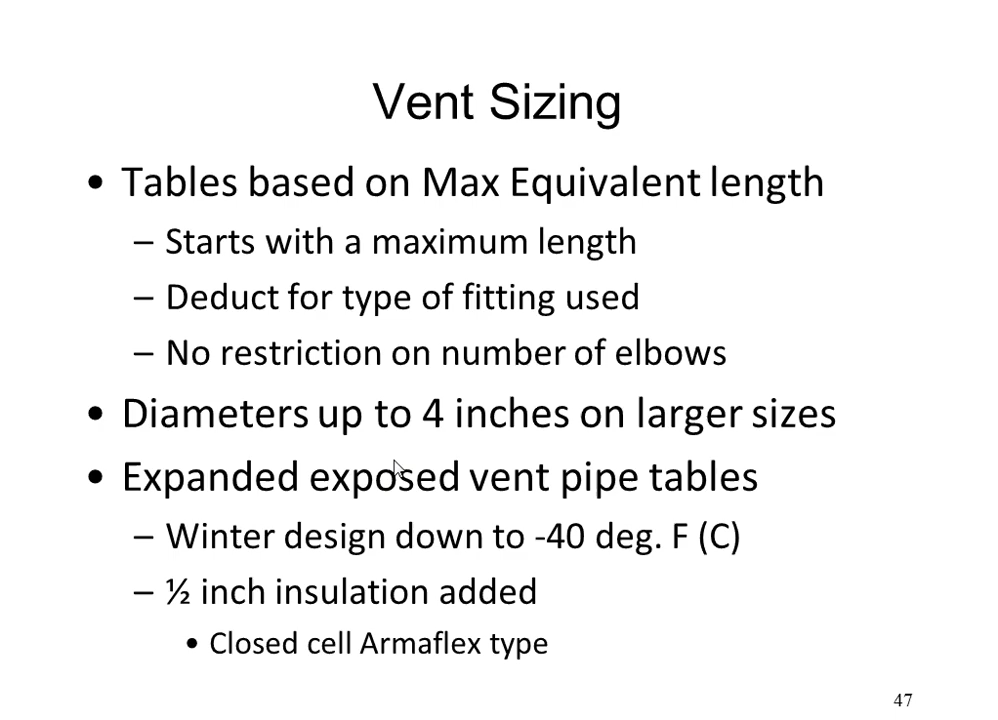 Vent Sizing
• Tables based on Max Equivalent length
– Starts with a maximum length
– Deduct for type of fitting used
– No restriction on number of elbows
• Diameters up to 4 inches on larger sizes
• Expanded exposed vent pipe tables
– Winter design down to -40 deg. F (C)
– ½ inch insulation added
• Closed cell Armaflex type
47